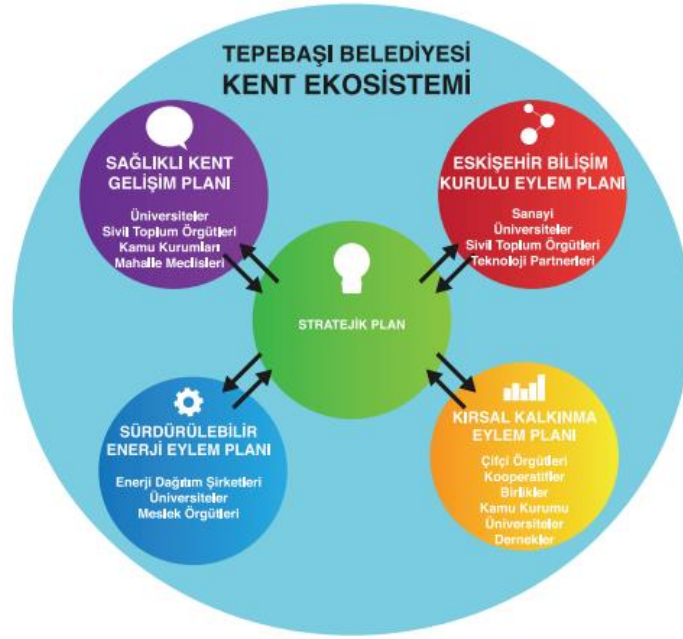 TEPEBAŞI BELEDİYESİ
KENT EKOSİSTEMİ
SAĞLIKLI KENT
GELİŞİM PLANI
Üniversiteler
Sivil Toplum Örgütleri
Kamu Kurumları
Mahalle Meclisleri
ESKİŞEHİR BİLİŞİM
KURULU EYLEM PLANI
Sanayi
Üniversiteler
Sivil Toplum Örgütleri
Teknoloji Partnerleri
STRATEJİK PLAN
SÜRDÜRÜLEBİLİR
ENERJİ EYLEM PLANI
Enerji Dağıtım Şirketleri
Üniversiteler
Meslek Örgütleri
KIRSAL KALKINMA
EYLEM PLANI
Çifçi Örgütleri
Kooperatifler
Birlikler
Kamu Kurumu
Üniversiteler
Dernekler